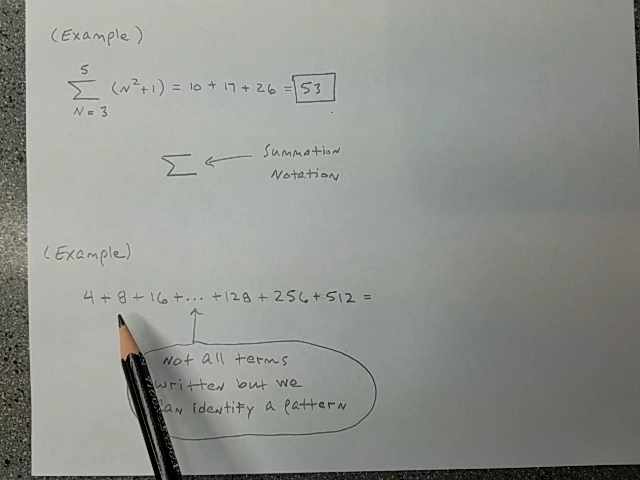 (Example)
5
∑ (N²+1) = 10 + 17 + 26 = 53
N = 3
∑ ← Summation
Notation
(Example)
4 + 8 + 16 + ... + 128 + 256 + 512 =
Not all terms
written but we
can identify a pattern